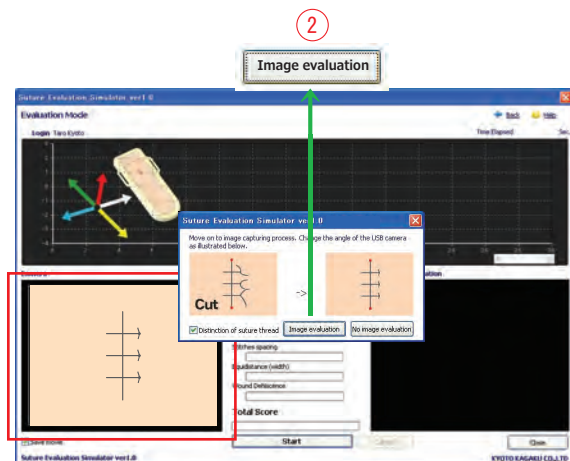 2
Image evaluation
Suture Evaluation Simulator ver1.0
Evaluation Mode
Back Help
Login Taro Kyoto
Time Elapsed Sec.
Suture Evaluation Simulator ver1.0
Move on to image capturing process. Change the angle of the USB camera
as illustrated below.
Cut
->
Distinction of suture thread Image evaluation No image evaluation
Stitches spacing
Equidistance (width)
Wound Dehiscence
Total Score
Save movie.
Start
Close
Suture Evaluation Simulator ver1.0
KYOTO KAGAKU CO.,LTD